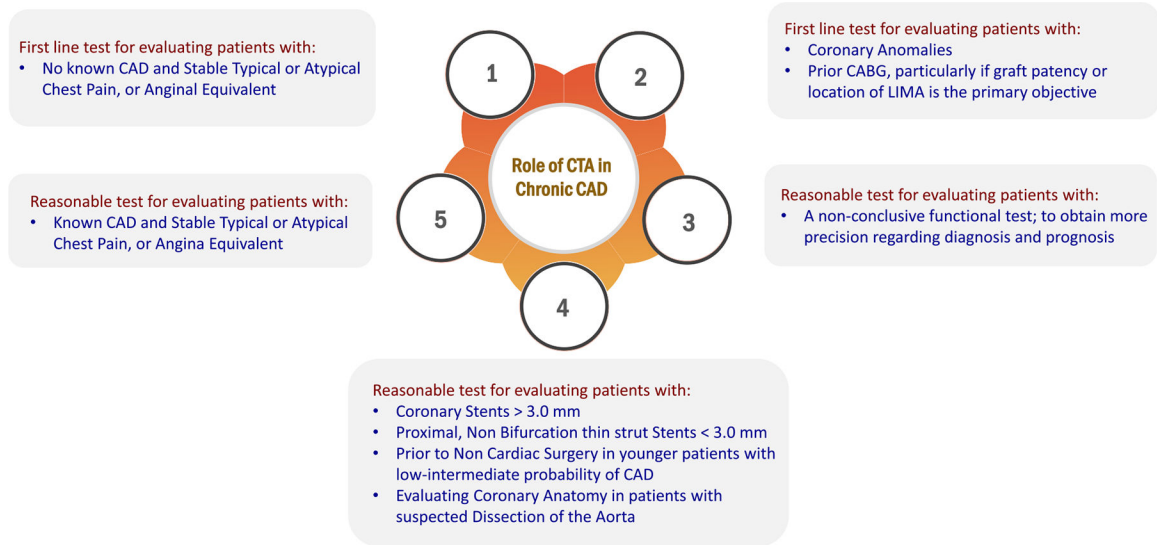 First line test for evaluating patients with:
• No known CAD and Stable Typical or Atypical
Chest Pain, or Anginal Equivalent
First line test for evaluating patients with:
• Coronary Anomalies
• Prior CABG, particularly if graft patency or
location of LIMA is the primary objective
1
2
Role of CTA in
Chronic CAD
5
3
4
Reasonable test for evaluating patients with:
• Known CAD and Stable Typical or Atypical
Chest Pain, or Angina Equivalent
Reasonable test for evaluating patients with:
• A non-conclusive functional test; to obtain more
precision regarding diagnosis and prognosis
Reasonable test for evaluating patients with:
• Coronary Stents > 3.0 mm
• Proximal, Non Bifurcation thin strut Stents < 3.0 mm
• Prior to Non Cardiac Surgery in younger patients with
low-intermediate probability of CAD
• Evaluating Coronary Anatomy in patients with
suspected Dissection of the Aorta